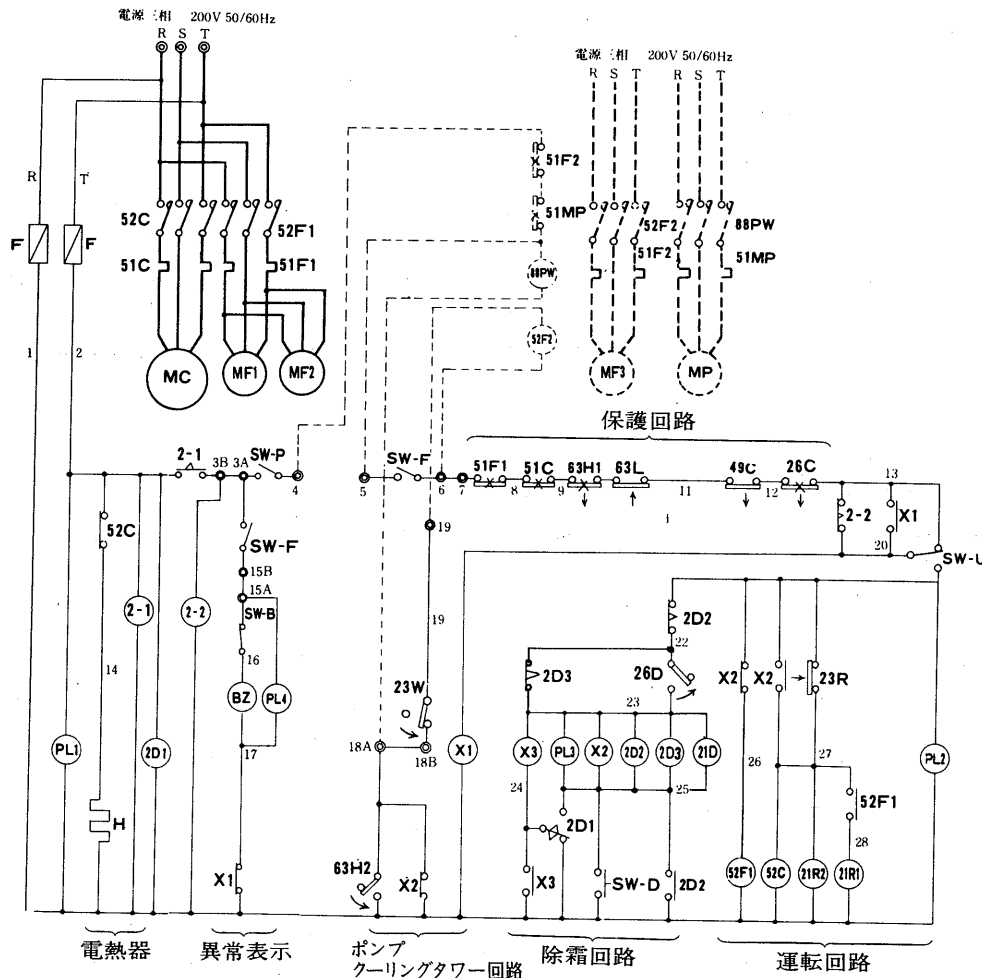 電源三相 200V 50/60Hz
R S T
電源三相 200V 50/60Hz
R S T R S T
R T
F F
52C 52F1
51C 51F1
51F2
51MP
88PW
52F2
52F2 88PW
51F2 51MP
1 2
MC MF1 MF2
MF3 MP
保護回路
2-1 3B 3A SW-P 4
5 SW-F 6 7 51F1 8 51C 9 63H1 63L 11 49C 12 26C 13
52C
SW-F
15B
15A
SW-B
16
19
19
2-2 X1
20 SW-U
2-1 2-2
14
BZ PL4
17
2D2
22
2D3 26D
23
X2 X2 23R
23W
18A 18B
X1
X3 PL3 X2 2D2 2D3 21D
24 25
26 27
PL1 2D1
PL2
H
2D1
52F1
28
X1
63H2 X2
X3 SW-D 2D2
52F1 52C 21R2 21R1
電熱器 異常表示 ポンプ
クーリングタワー回路
除霜回路 運転回路